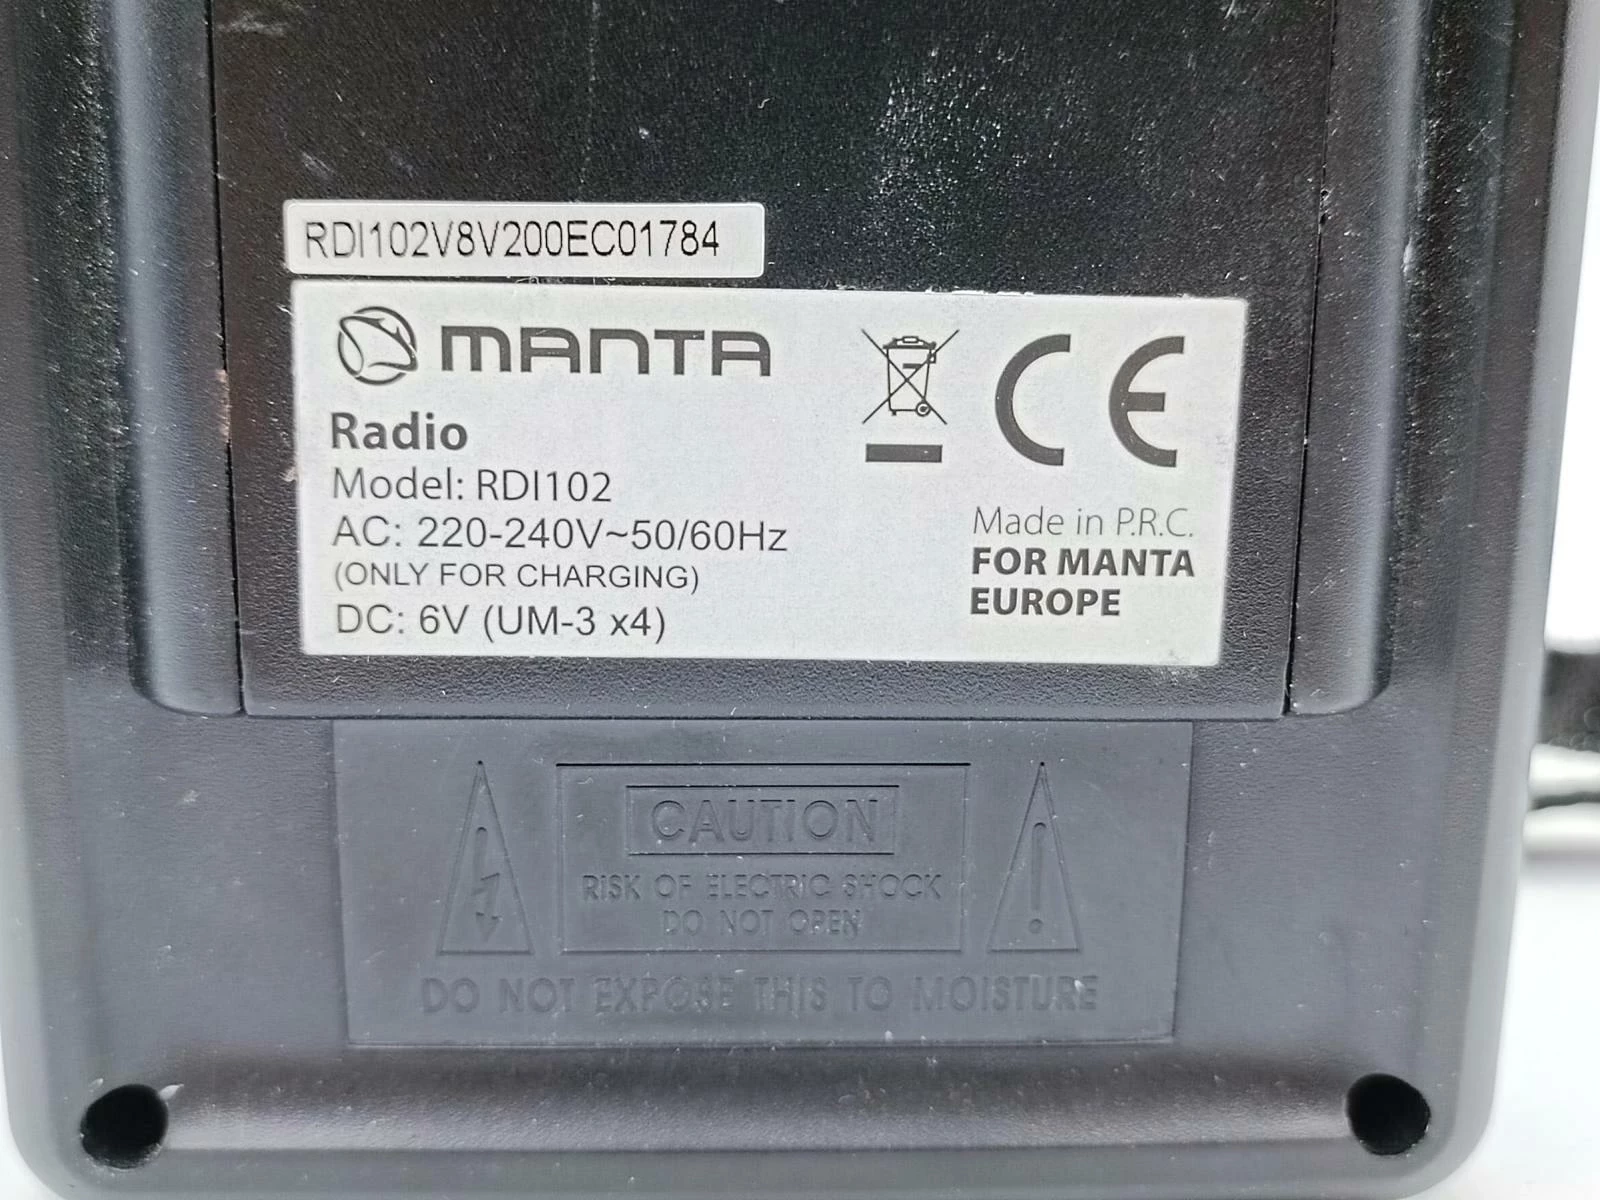 RDI102V8V200EC01784
MANTA
CE
Radio
Model: RDI102
AC: 220-240V~50/60Hz
(ONLY FOR CHARGING)
DC: 6V (UM-3 x4)
Made in P.R.C.
FOR MANTA
EUROPE
CAUTION
RISK OF ELECTRIC SHOCK
DO NOT OPEN
DO NOT EXPOSE THIS TO MOISTURE